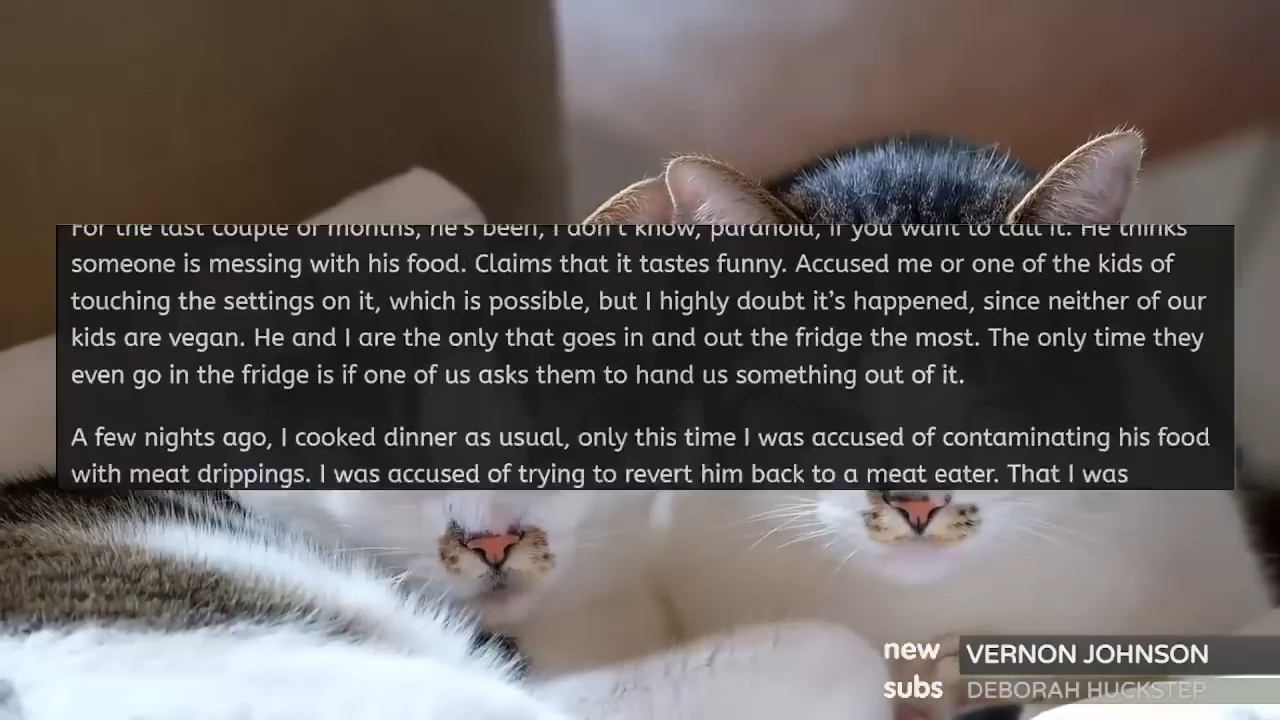 For the last couple of months, he's been, I don't know, paranoid, if you want to call it. He thinks
someone is messing with his food. Claims that it tastes funny. Accused me or one of the kids of
touching the settings on it, which is possible, but I highly doubt it's happened, since neither of our
kids are vegan. He and I are the only that goes in and out the fridge the most. The only time they
even go in the fridge is if one of us asks them to hand us something out of it.
A few nights ago, I cooked dinner as usual, only this time I was accused of contaminating his food
with meat drippings. I was accused of trying to revert him back to a meat eater. That I was
new VERNON JOHNSON
subs DEBORAH HUCKSTEP